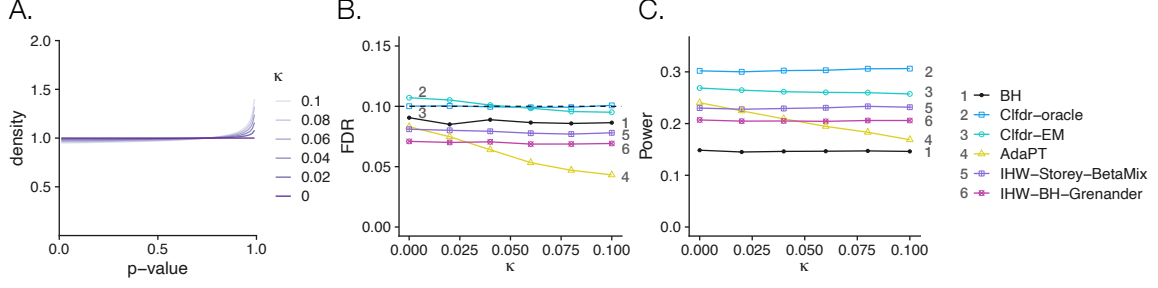 A.
2.0
1.5
1.0
0.5
density
0.0
0.5
1.0
p-value
κ
0.1
0.08
0.06
0.04
0.02
0
B.
0.15
0.10
0.05
0.00
FDR
2
3
1
5
6
4
0.000
0.025
0.050
0.075
0.100
κ
C.
0.3
0.2
0.1
0.0
Power
2
3
5
6
4
1
0.000
0.025
0.050
0.075
0.100
κ
1 BH
2 Clfdr-oracle
3 Clfdr-EM
4 AdaPT
5 IHW-Storey-BetaMix
6 IHW-BH-Grenander